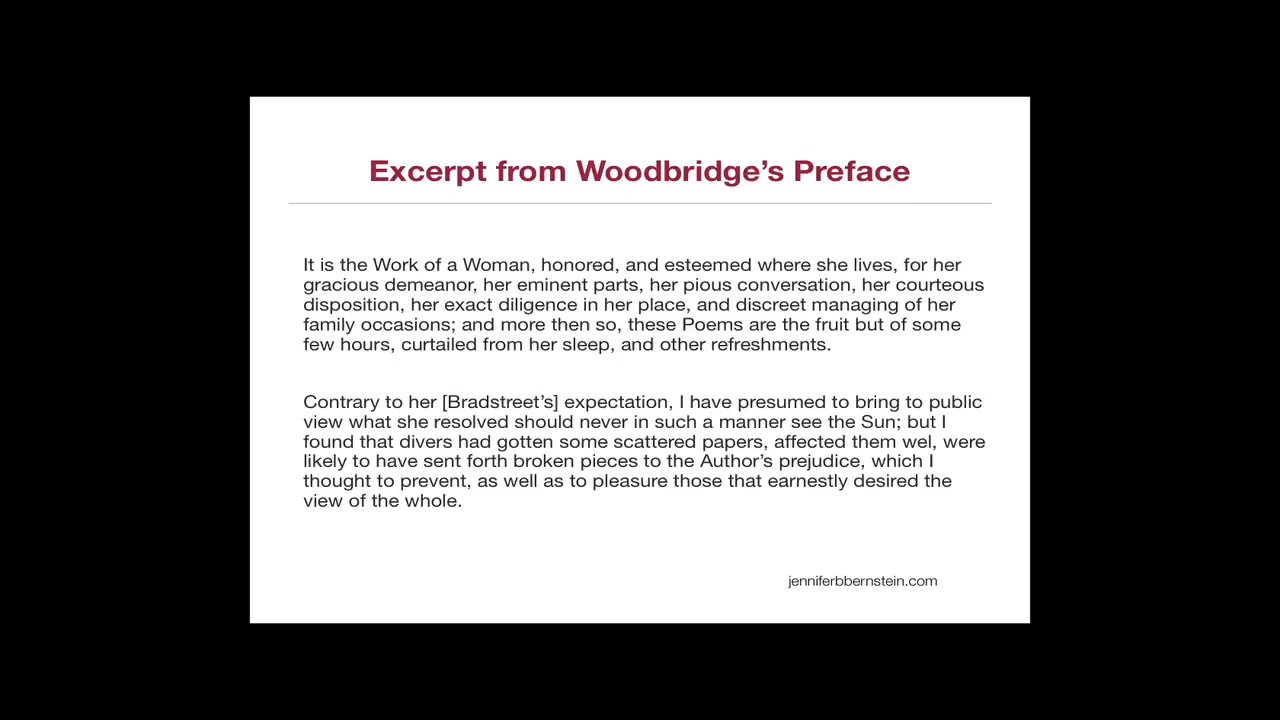 Excerpt from Woodbridge’s Preface
It is the Work of a Woman, honored, and esteemed where she lives, for her
gracious demeanor, her eminent parts, her pious conversation, her courteous
disposition, her exact diligence in her place, and discreet managing of her
family occasions; and more then so, these Poems are the fruit but of some
few hours, curtailed from her sleep, and other refreshments.
Contrary to her [Bradstreet’s] expectation, I have presumed to bring to public
view what she resolved should never in such a manner see the Sun; but I
found that divers had gotten some scattered papers, affected them wel, were
likely to have sent forth broken pieces to the Author’s prejudice, which I
thought to prevent, as well as to pleasure those that earnestly desired the
view of the whole.
jenniferbbernstein.com